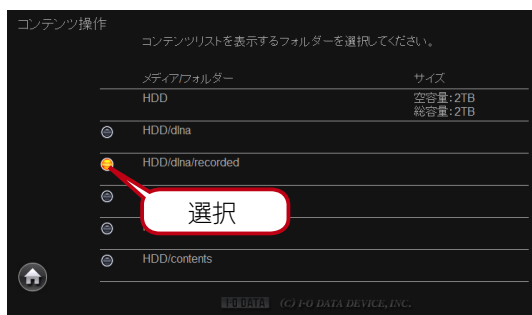 コンテンツ操作
コンテンツリストを表示するフォルダーを選択してください。
メディア/フォルダー サイズ
HDD 空容量:2TB
総容量:2TB
HDD/dlna
HDD/dlna/recorded
選択
HDD/contents
I-O DATA (C) I-O DATA DEVICE, INC.